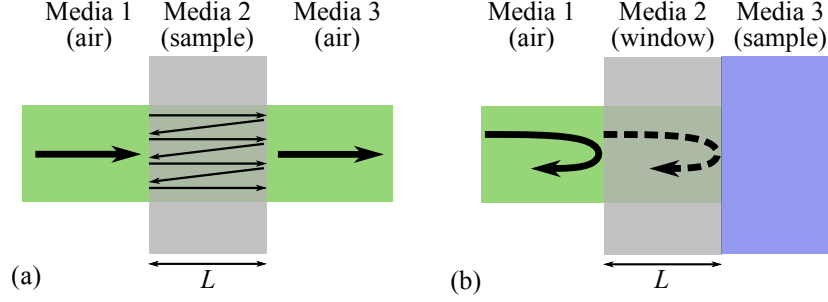 Media 1 Media 2 Media 3
(air) (sample) (air)
L
(a)
Media 1 Media 2 Media 3
(air) (window) (sample)
L
(b)